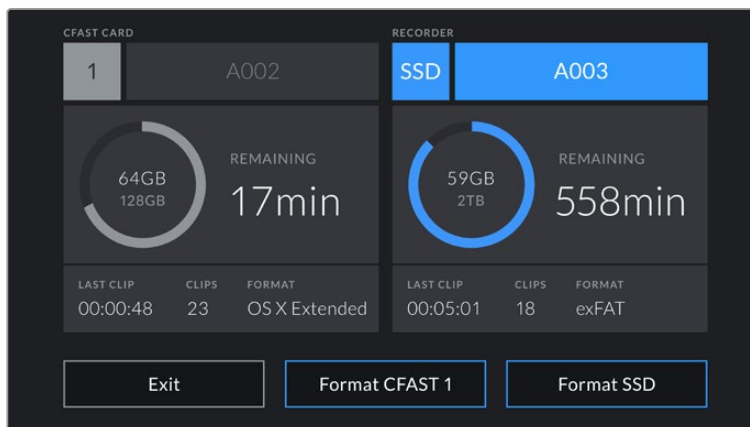 CFAST CARD
1
A002
64GB
128GB
REMAINING
17min
LAST CLIP
CLIPS
FORMAT
00:00:48
23
OS X Extended
RECORDER
SSD
A003
59GB
2TB
REMAINING
558min
LAST CLIP
CLIPS
FORMAT
00:05:01
18
exFAT
Exit
Format CFAST 1
Format SSD